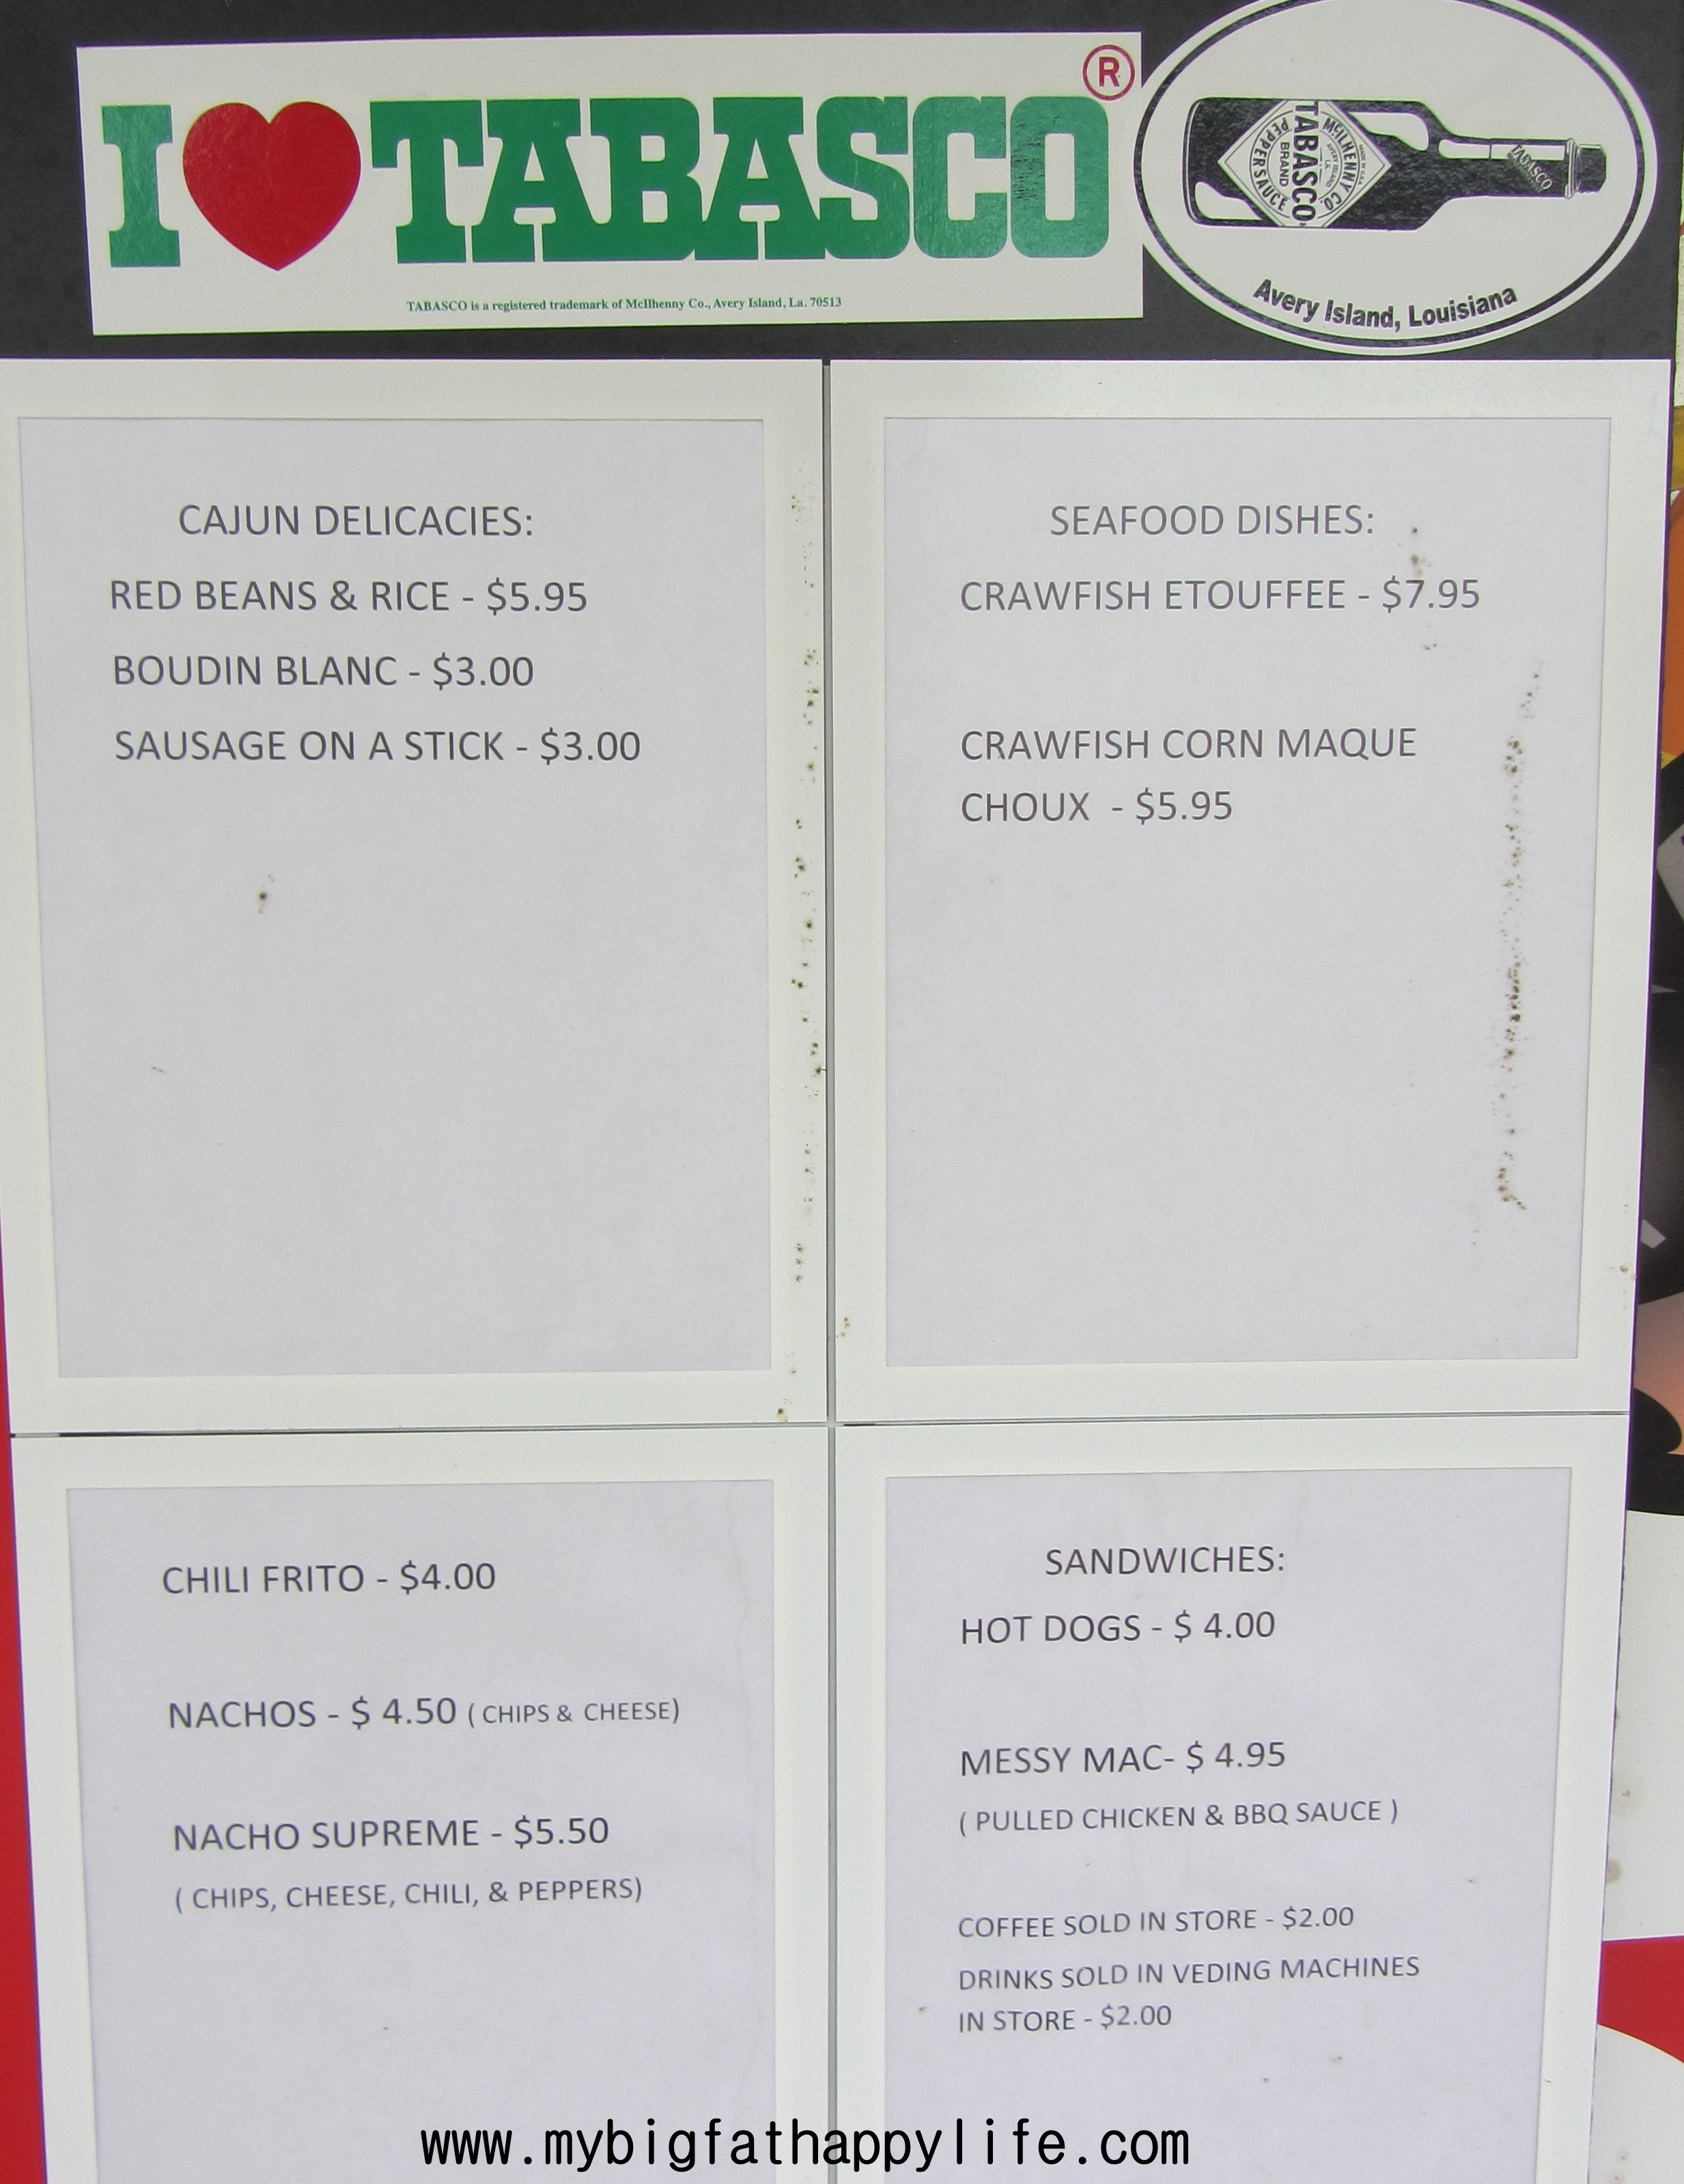 I ❤ TABASCO®
TABASCO is a registered trademark of McIlhenny Co., Avery Island, La. 70513
McILHENNY CO.
TABASCO
BRAND
PEPPER SAUCE
TABASCO
Avery Island, Louisiana
CAJUN DELICACIES:
RED BEANS & RICE - $5.95
BOUDIN BLANC - $3.00
SAUSAGE ON A STICK - $3.00
SEAFOOD DISHES:
CRAWFISH ETOUFFEE - $7.95
CRAWFISH CORN MAQUE
CHOUX - $5.95
CHILI FRITO - $4.00
NACHOS - $ 4.50 ( CHIPS & CHEESE)
NACHO SUPREME - $5.50
( CHIPS, CHEESE, CHILI, & PEPPERS)
SANDWICHES:
HOT DOGS - $ 4.00
MESSY MAC- $ 4.95
( PULLED CHICKEN & BBQ SAUCE )
COFFEE SOLD IN STORE - $2.00
DRINKS SOLD IN VEDING MACHINES
IN STORE - $2.00
www.mybigfathappylife.com